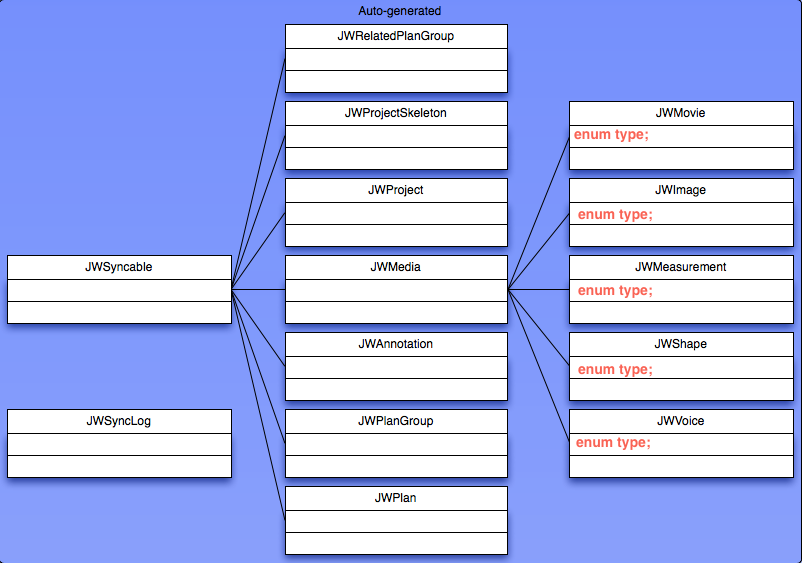 Auto-generated
JWRelatedPlanGroup
JWProjectSkeleton
JWMovie
enum type;
JWProject
JWImage
enum type;
JWSyncable
JWMedia
JWMeasurement
enum type;
JWAnnotation
JWShape
enum type;
JWSyncLog
JWPlanGroup
JWVoice
enum type;
JWPlan